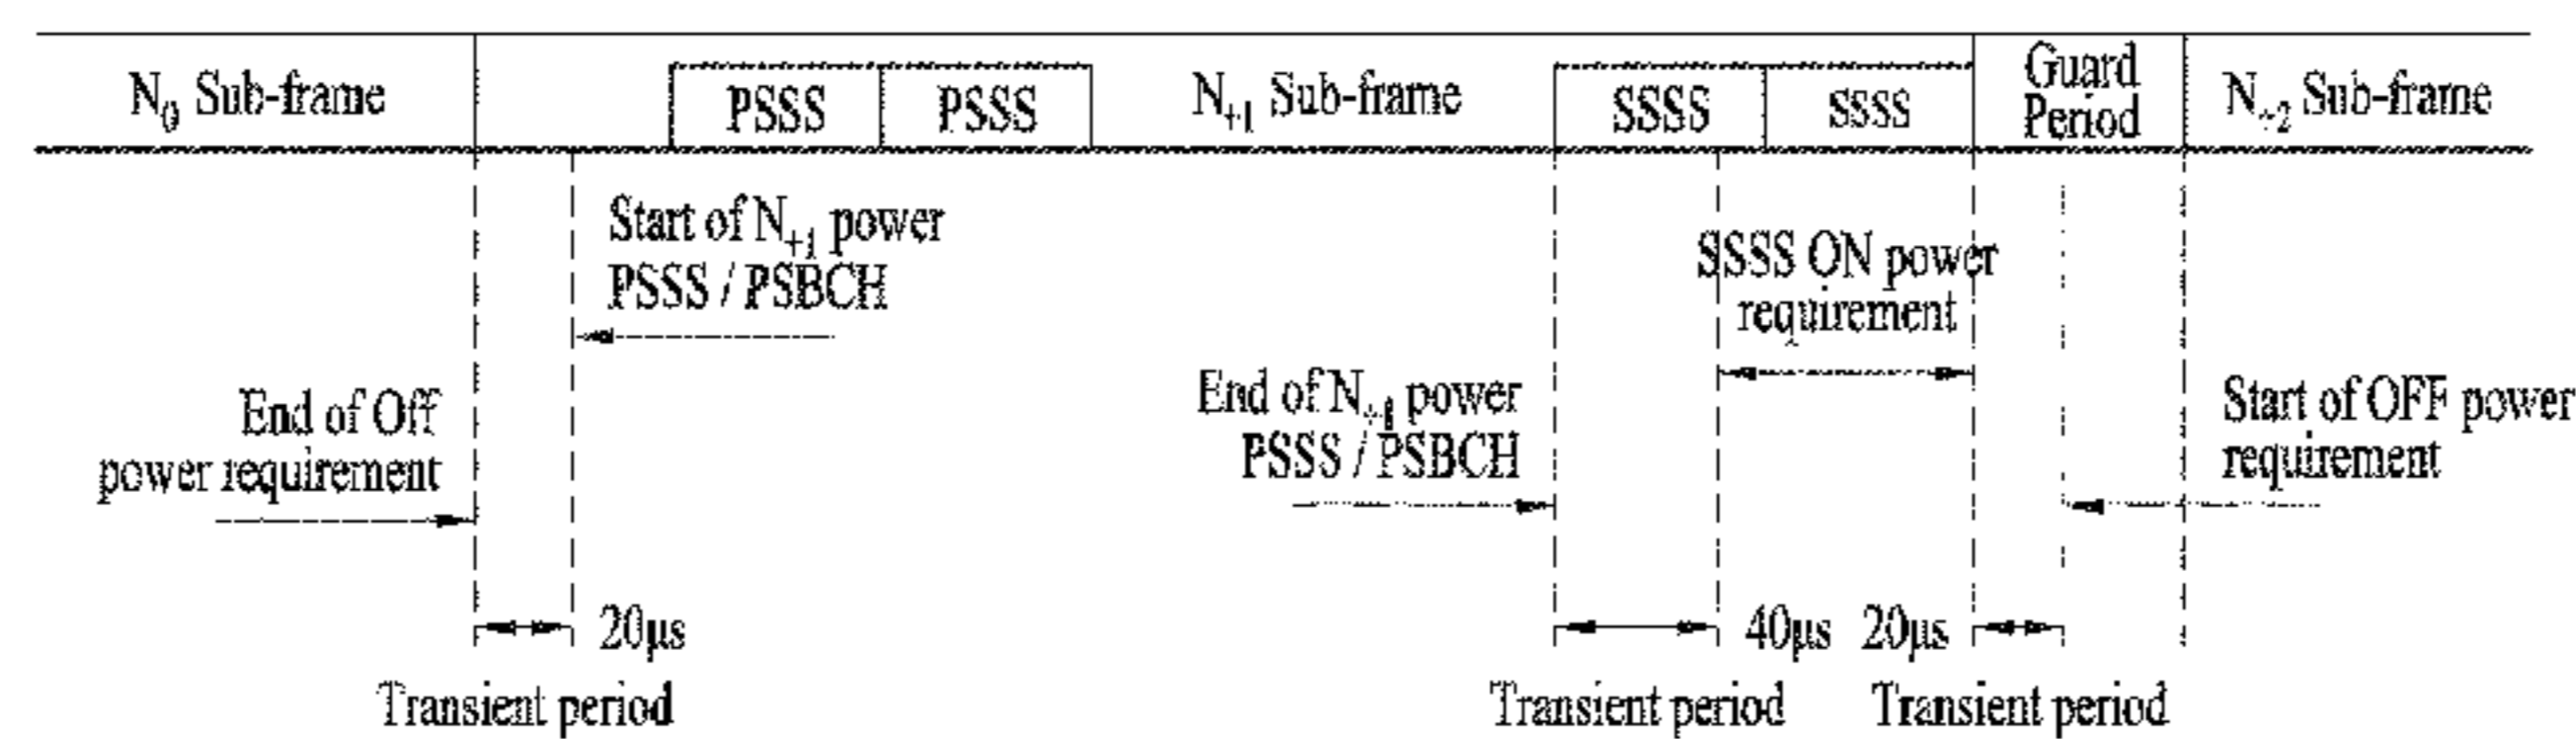 N0 Sub-frame
PSSS
PSSS
N+1 Sub-frame
SSSS
SSSS
Guard
Period
N+2 Sub-frame
Start of N+1 power
PSSS / PSBCH
SSSS ON power
requirement
End of Off
power requirement
End of N+1 power
PSSS / PSBCH
Start of OFF power
requirement
20µs
40µs
20µs
Transient period
Transient period
Transient period